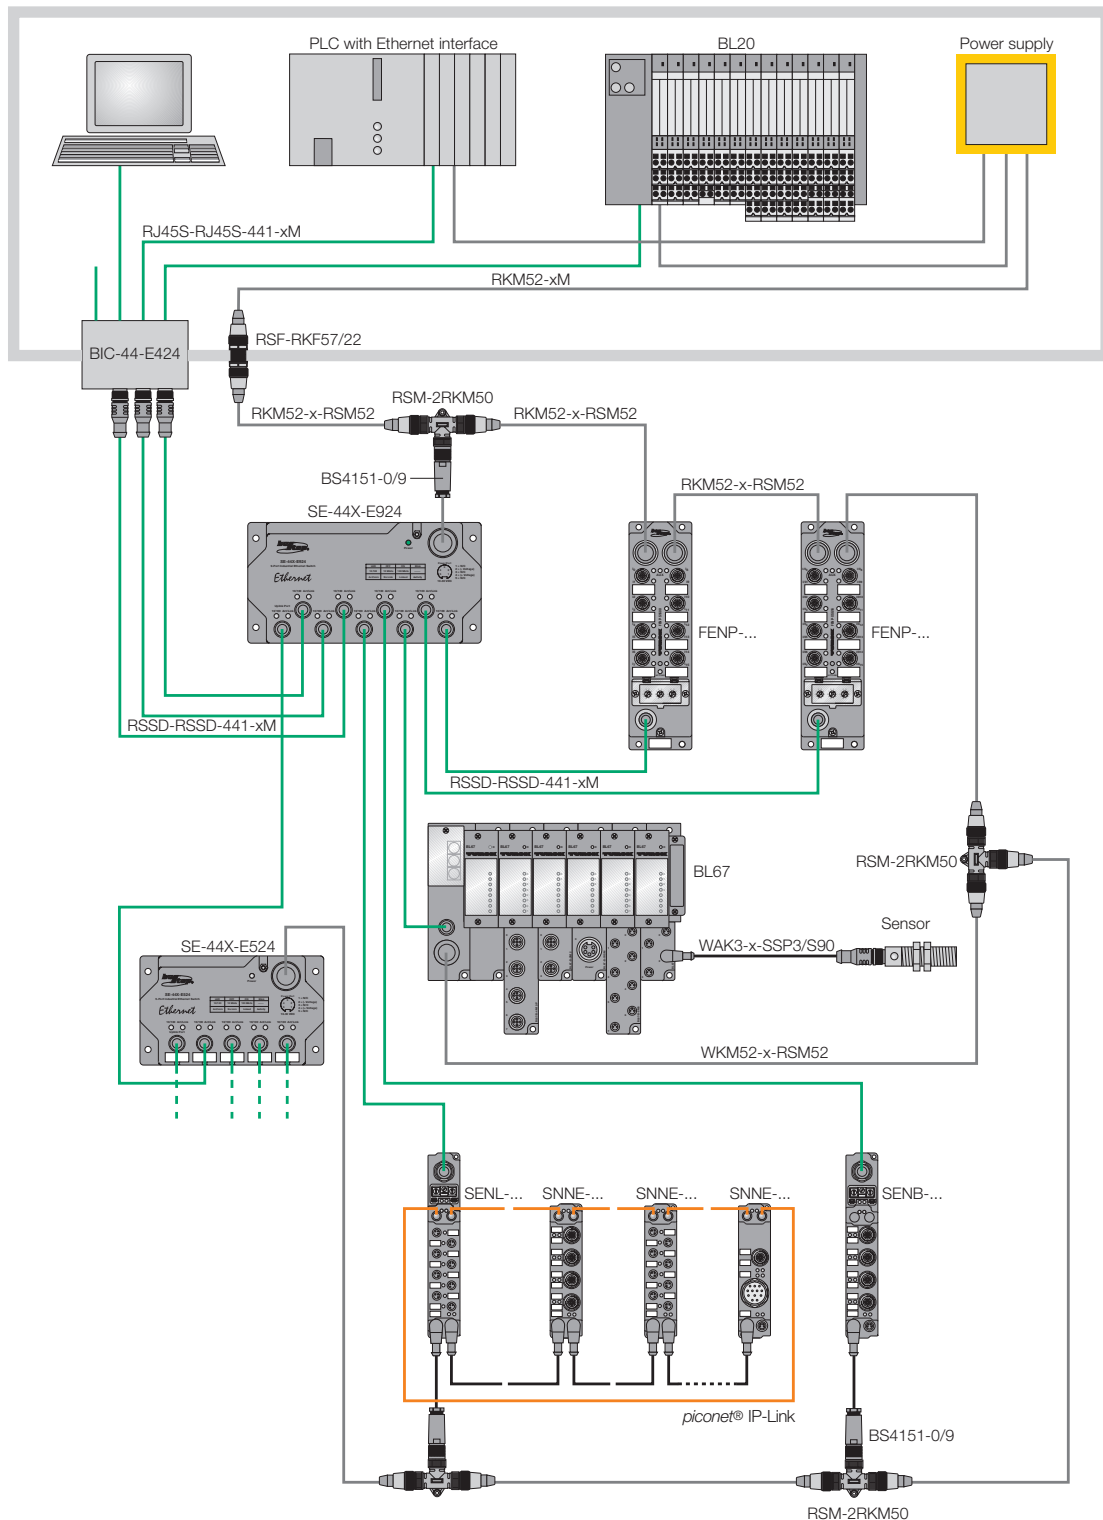 PLC with Ethernet interface
BL20
Power supply
RJ45S-RJ45S-441-xM
RKM52-xM
BIC-44-E424
RSF-RKF57/22
RSM-2RKM50
RKM52-x-RSM52
RKM52-x-RSM52
BS4151-0/9
RKM52-x-RSM52
SE-44X-E924
Ethernet
FENP-...
FENP-...
RSSD-RSSD-441-xM
RSSD-RSSD-441-xM
BL67
RSM-2RKM50
Sensor
WAK3-x-SSP3/S90
SE-44X-E524
Ethernet
WKM52-x-RSM52
SENL-...
SNNE-...
SNNE-...
SNNE-...
SENB-...
piconet® IP-Link
BS4151-0/9
RSM-2RKM50